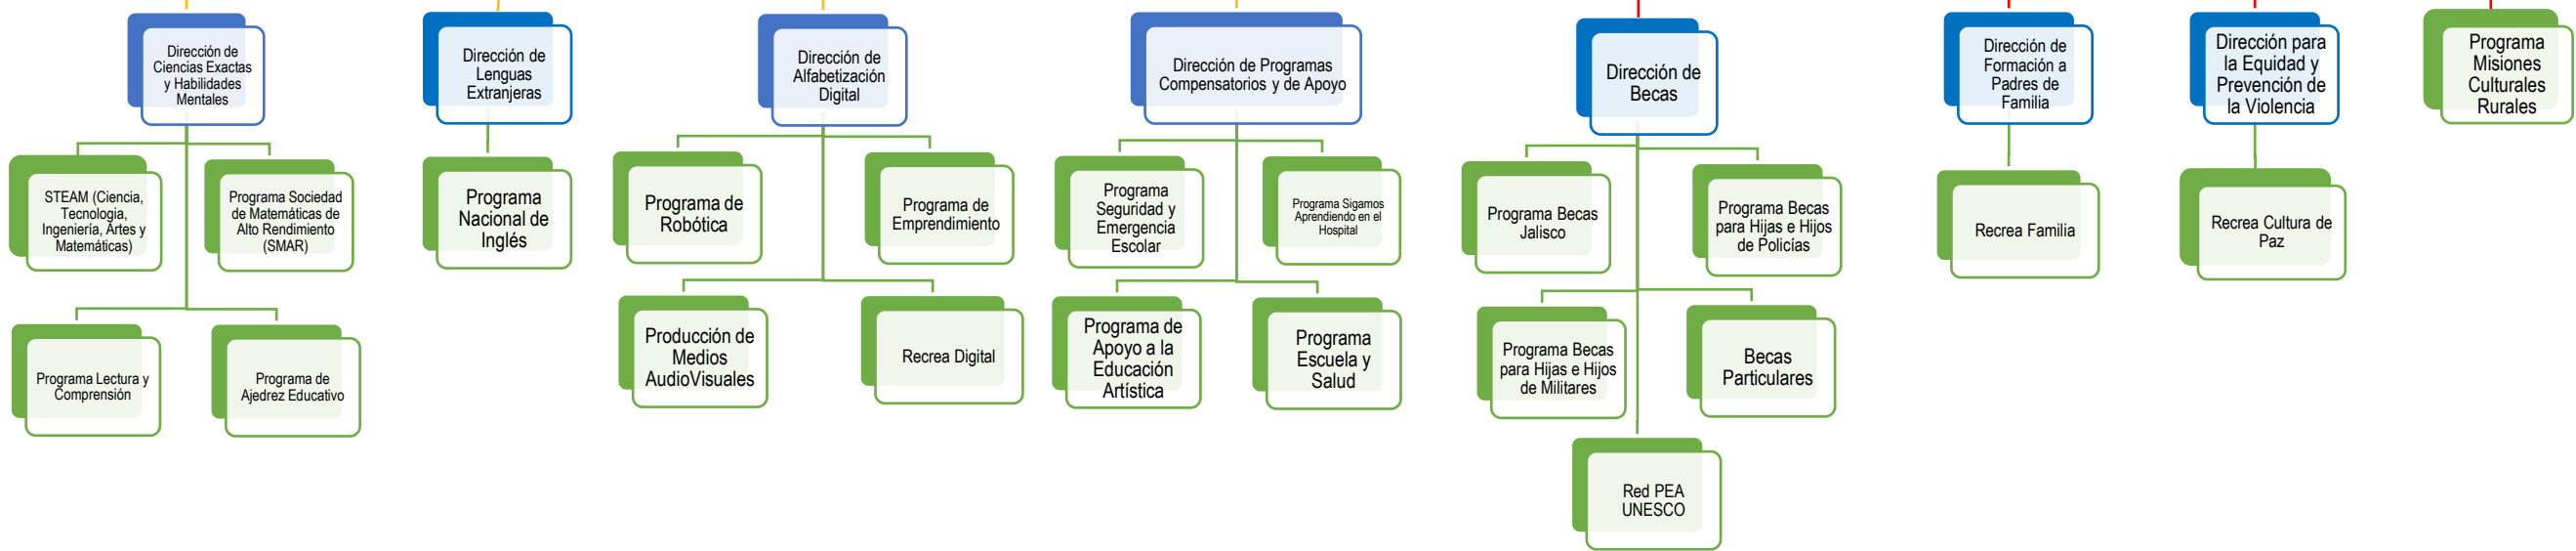 Dirección de
Ciencias Exactas
y Habilidades
Mentales
Dirección de
Lenguas
Extranjeras
Dirección de
Alfabetización
Digital
Dirección de Programas
Compensatorios y de Apoyo
Dirección de
Becas
Dirección de
Formación a
Padres de
Familia
Dirección para
la Equidad y
Prevención de
la Violencia
Programa
Misiones
Culturales
Rurales
STEAM (Ciencia,
Tecnologia,
Ingeniería, Artes y
Matemáticas)
Programa Sociedad
de Matemáticas de
Alto Rendimiento
(SMAR)
Programa
Nacional de
Inglés
Programa de
Robótica
Programa de
Emprendimiento
Programa
Seguridad y
Emergencia
Escolar
Programa Sigamos
Aprendiendo en el
Hospital
Programa Becas
Jalisco
Programa Becas
para Hijas e Hijos
de Policías
Recrea Familia
Recrea Cultura de
Paz
Programa Lectura y
Comprensión
Programa de
Ajedrez Educativo
Producción de
Medios
AudioVisuales
Recrea Digital
Programa de
Apoyo a la
Educación
Artística
Programa
Escuela y
Salud
Programa Becas
para Hijas e Hijos
de Militares
Becas
Particulares
Red PEA
UNESCO